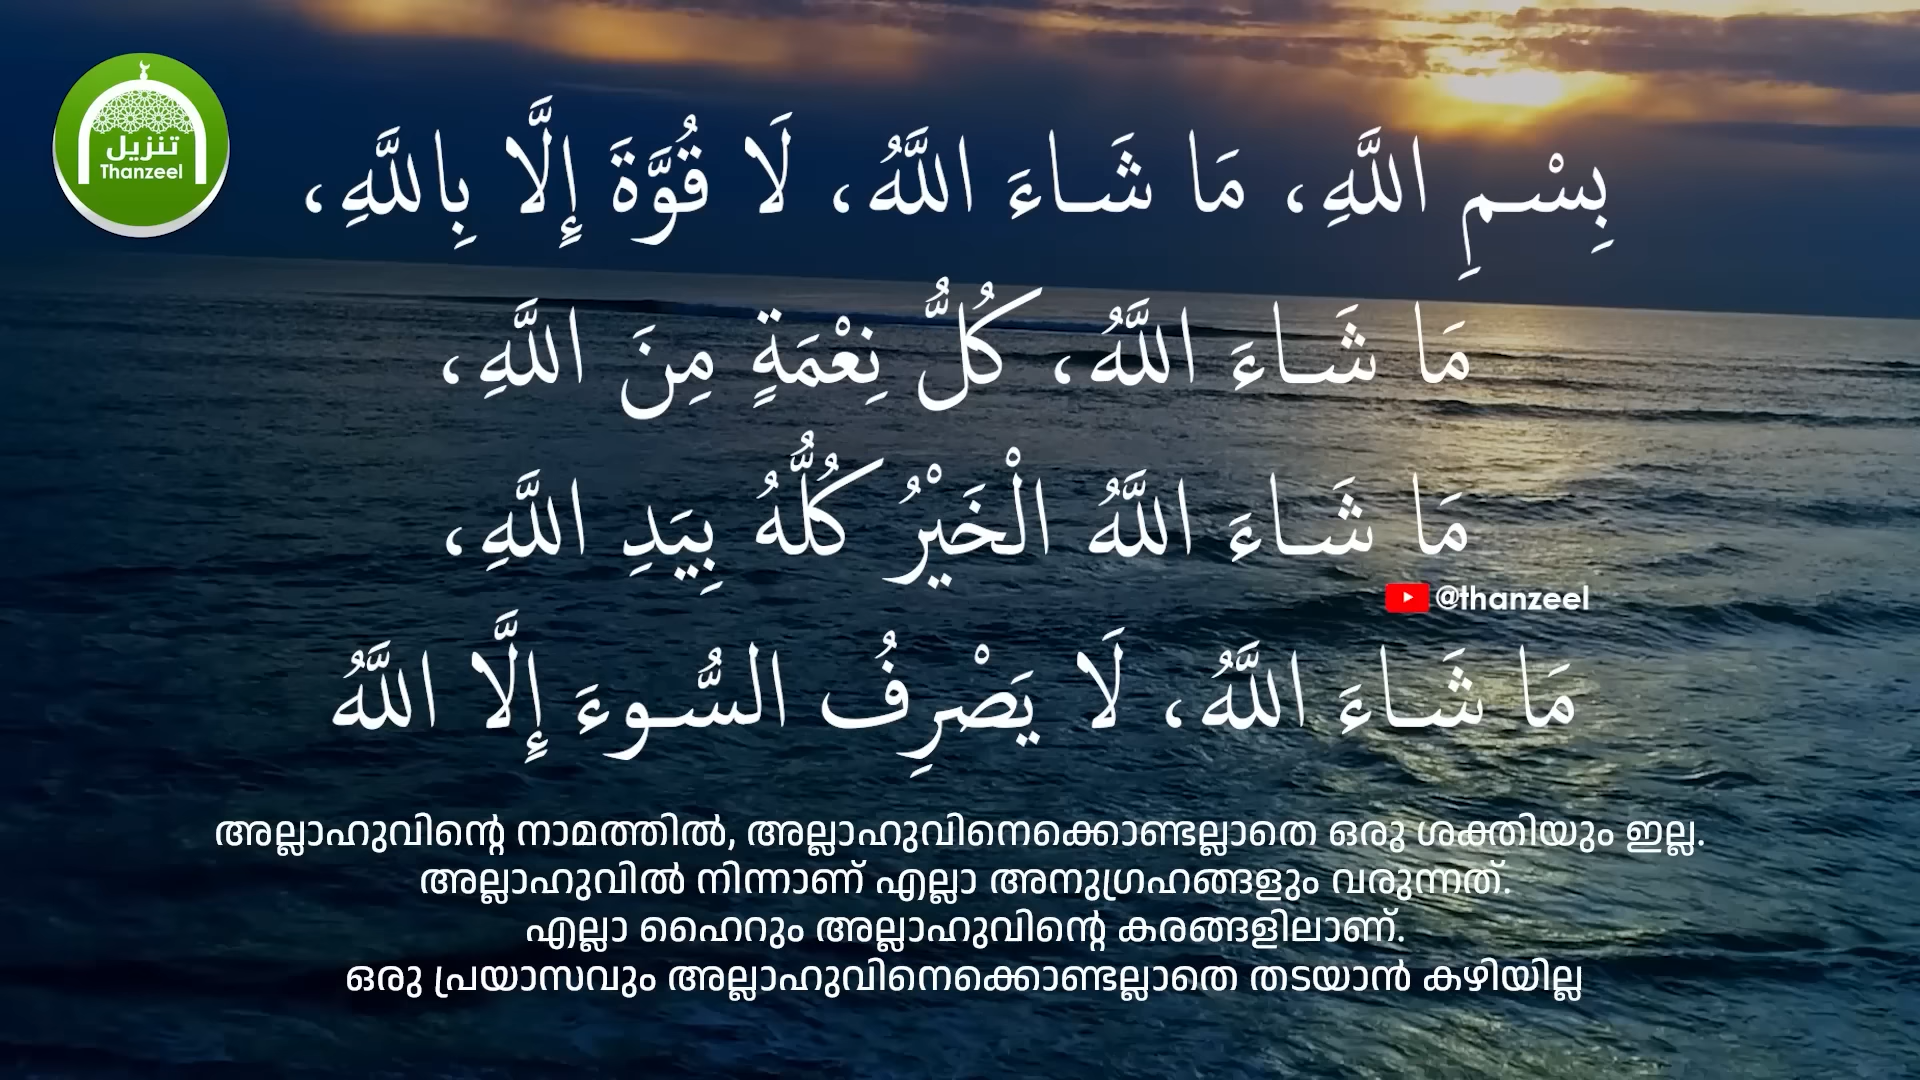 تنزيل
Thanzeel
بِسْمِ اللَّهِ، مَا شَاءَ اللَّهُ، لَا قُوَّةَ إِلَّا بِاللَّهِ،
مَا شَاءَ اللَّهُ، كُلُّ نِعْمَةٍ مِنَ اللَّهِ،
مَا شَاءَ اللَّهُ الْخَيْرُ كُلُّهُ بِيَدِ اللَّهِ،
@thanzeel
مَا شَاءَ اللَّهُ، لَا يَصْرِفُ السُّوءَ إِلَّا اللَّهُ
അല്ലാഹുവിന്റെ നാമത്തിൽ, അല്ലാഹുവിനെക്കൊണ്ടല്ലാതെ ഒരു ശക്തിയും ഇല്ല.
അല്ലാഹുവിൽ നിന്നാണ് എല്ലാ അനുഗ്രഹങ്ങളും വരുന്നത്.
എല്ലാ ഹൈറും അല്ലാഹുവിന്റെ കരങ്ങളിലാണ്.
ഒരു പ്രയാസവും അല്ലാഹുവിനെക്കൊണ്ടല്ലാതെ തടയാൻ കഴിയില്ല